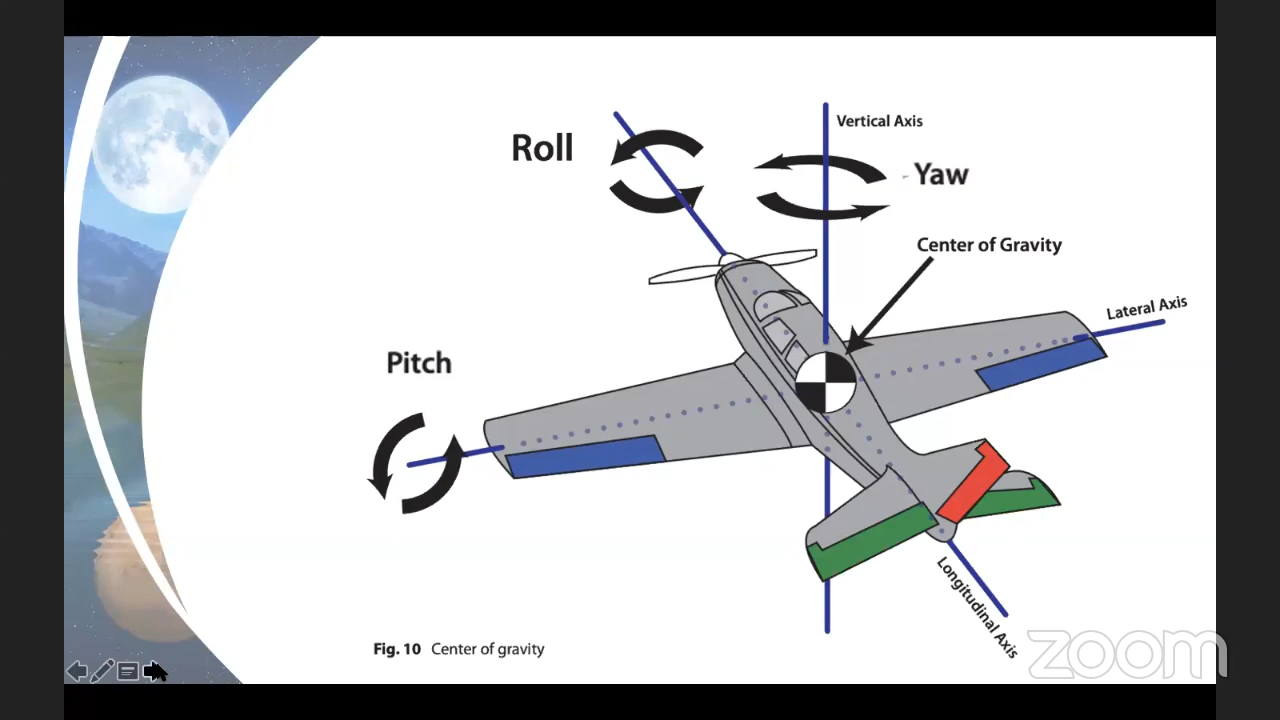 Vertical Axis
Roll
Yaw
Center of Gravity
Lateral Axis
Pitch
Longitudinal Axis
Fig. 10 Center of gravity
zoom